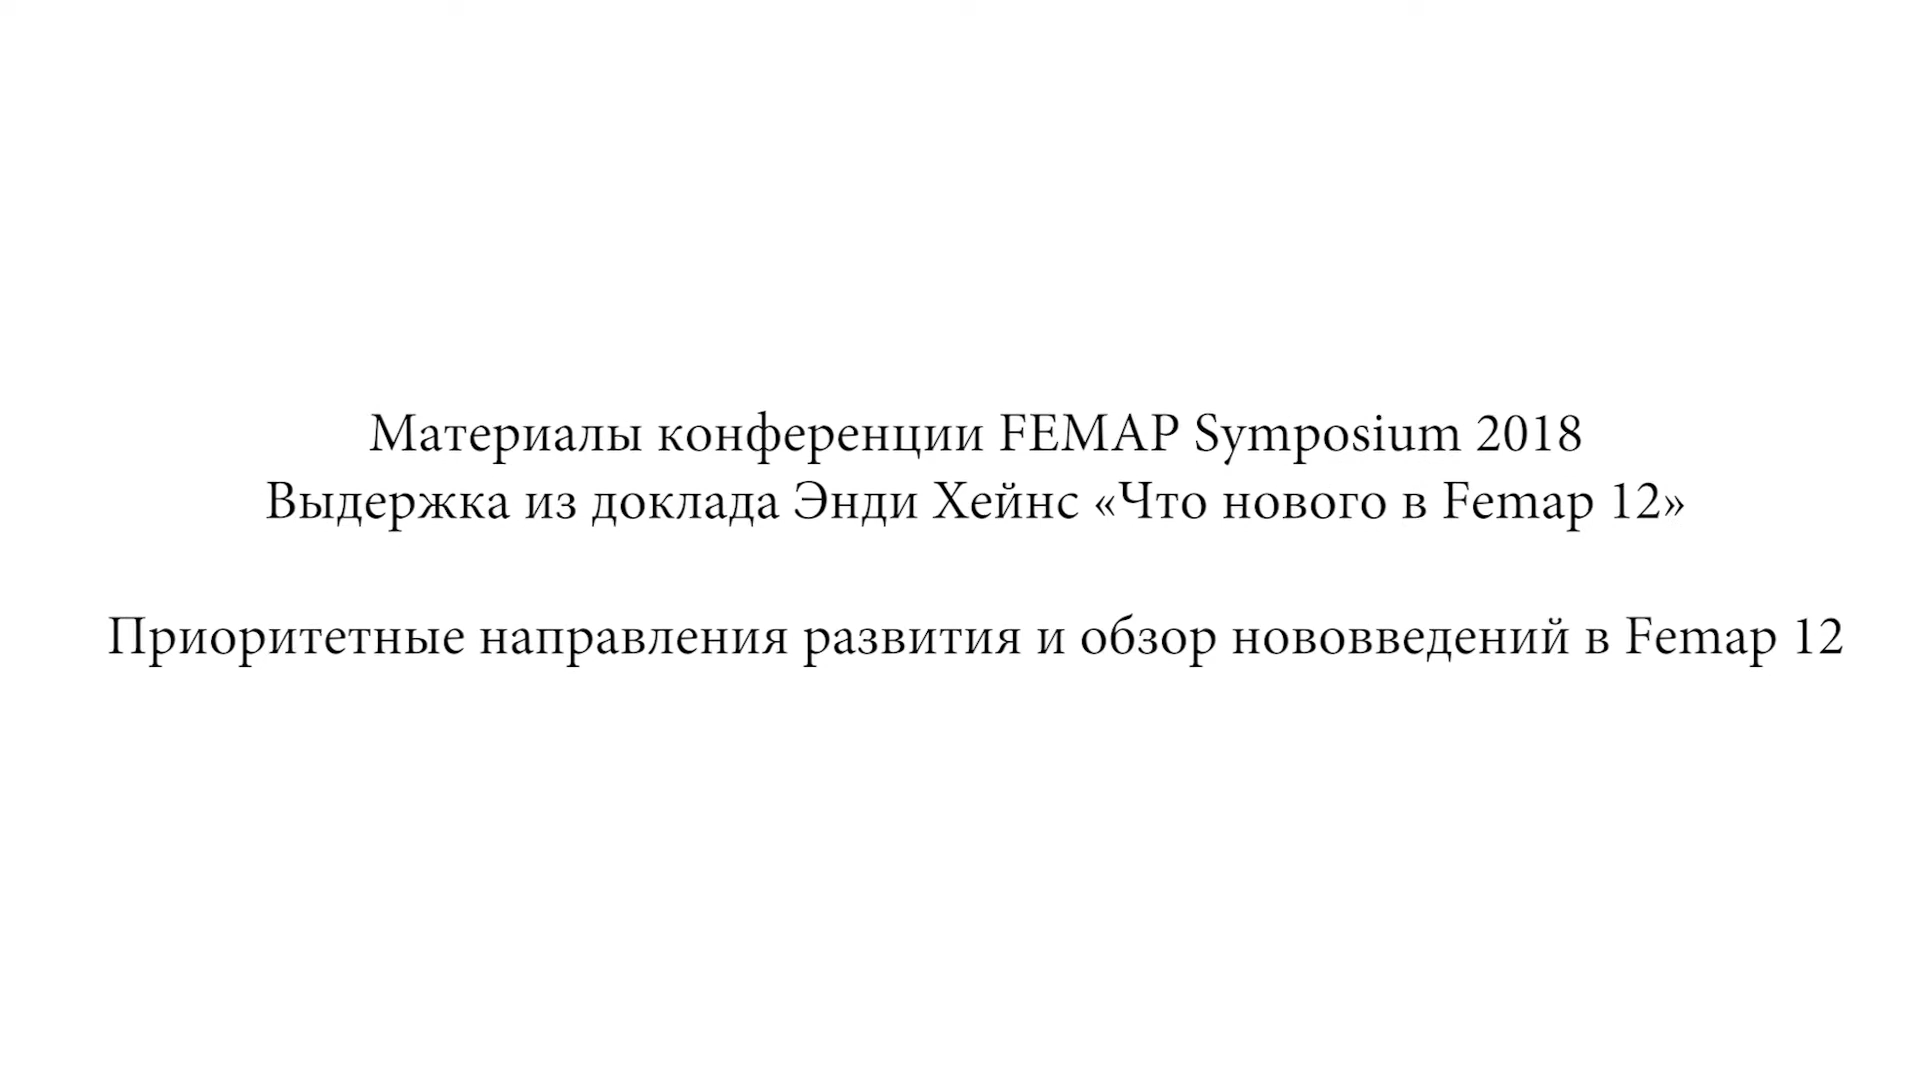 Материалы конференции FEMAP Symposium 2018
Выдержка из доклада Энди Хейнс «Что нового в Femap 12»
Приоритетные направления развития и обзор нововведений в Femap 12